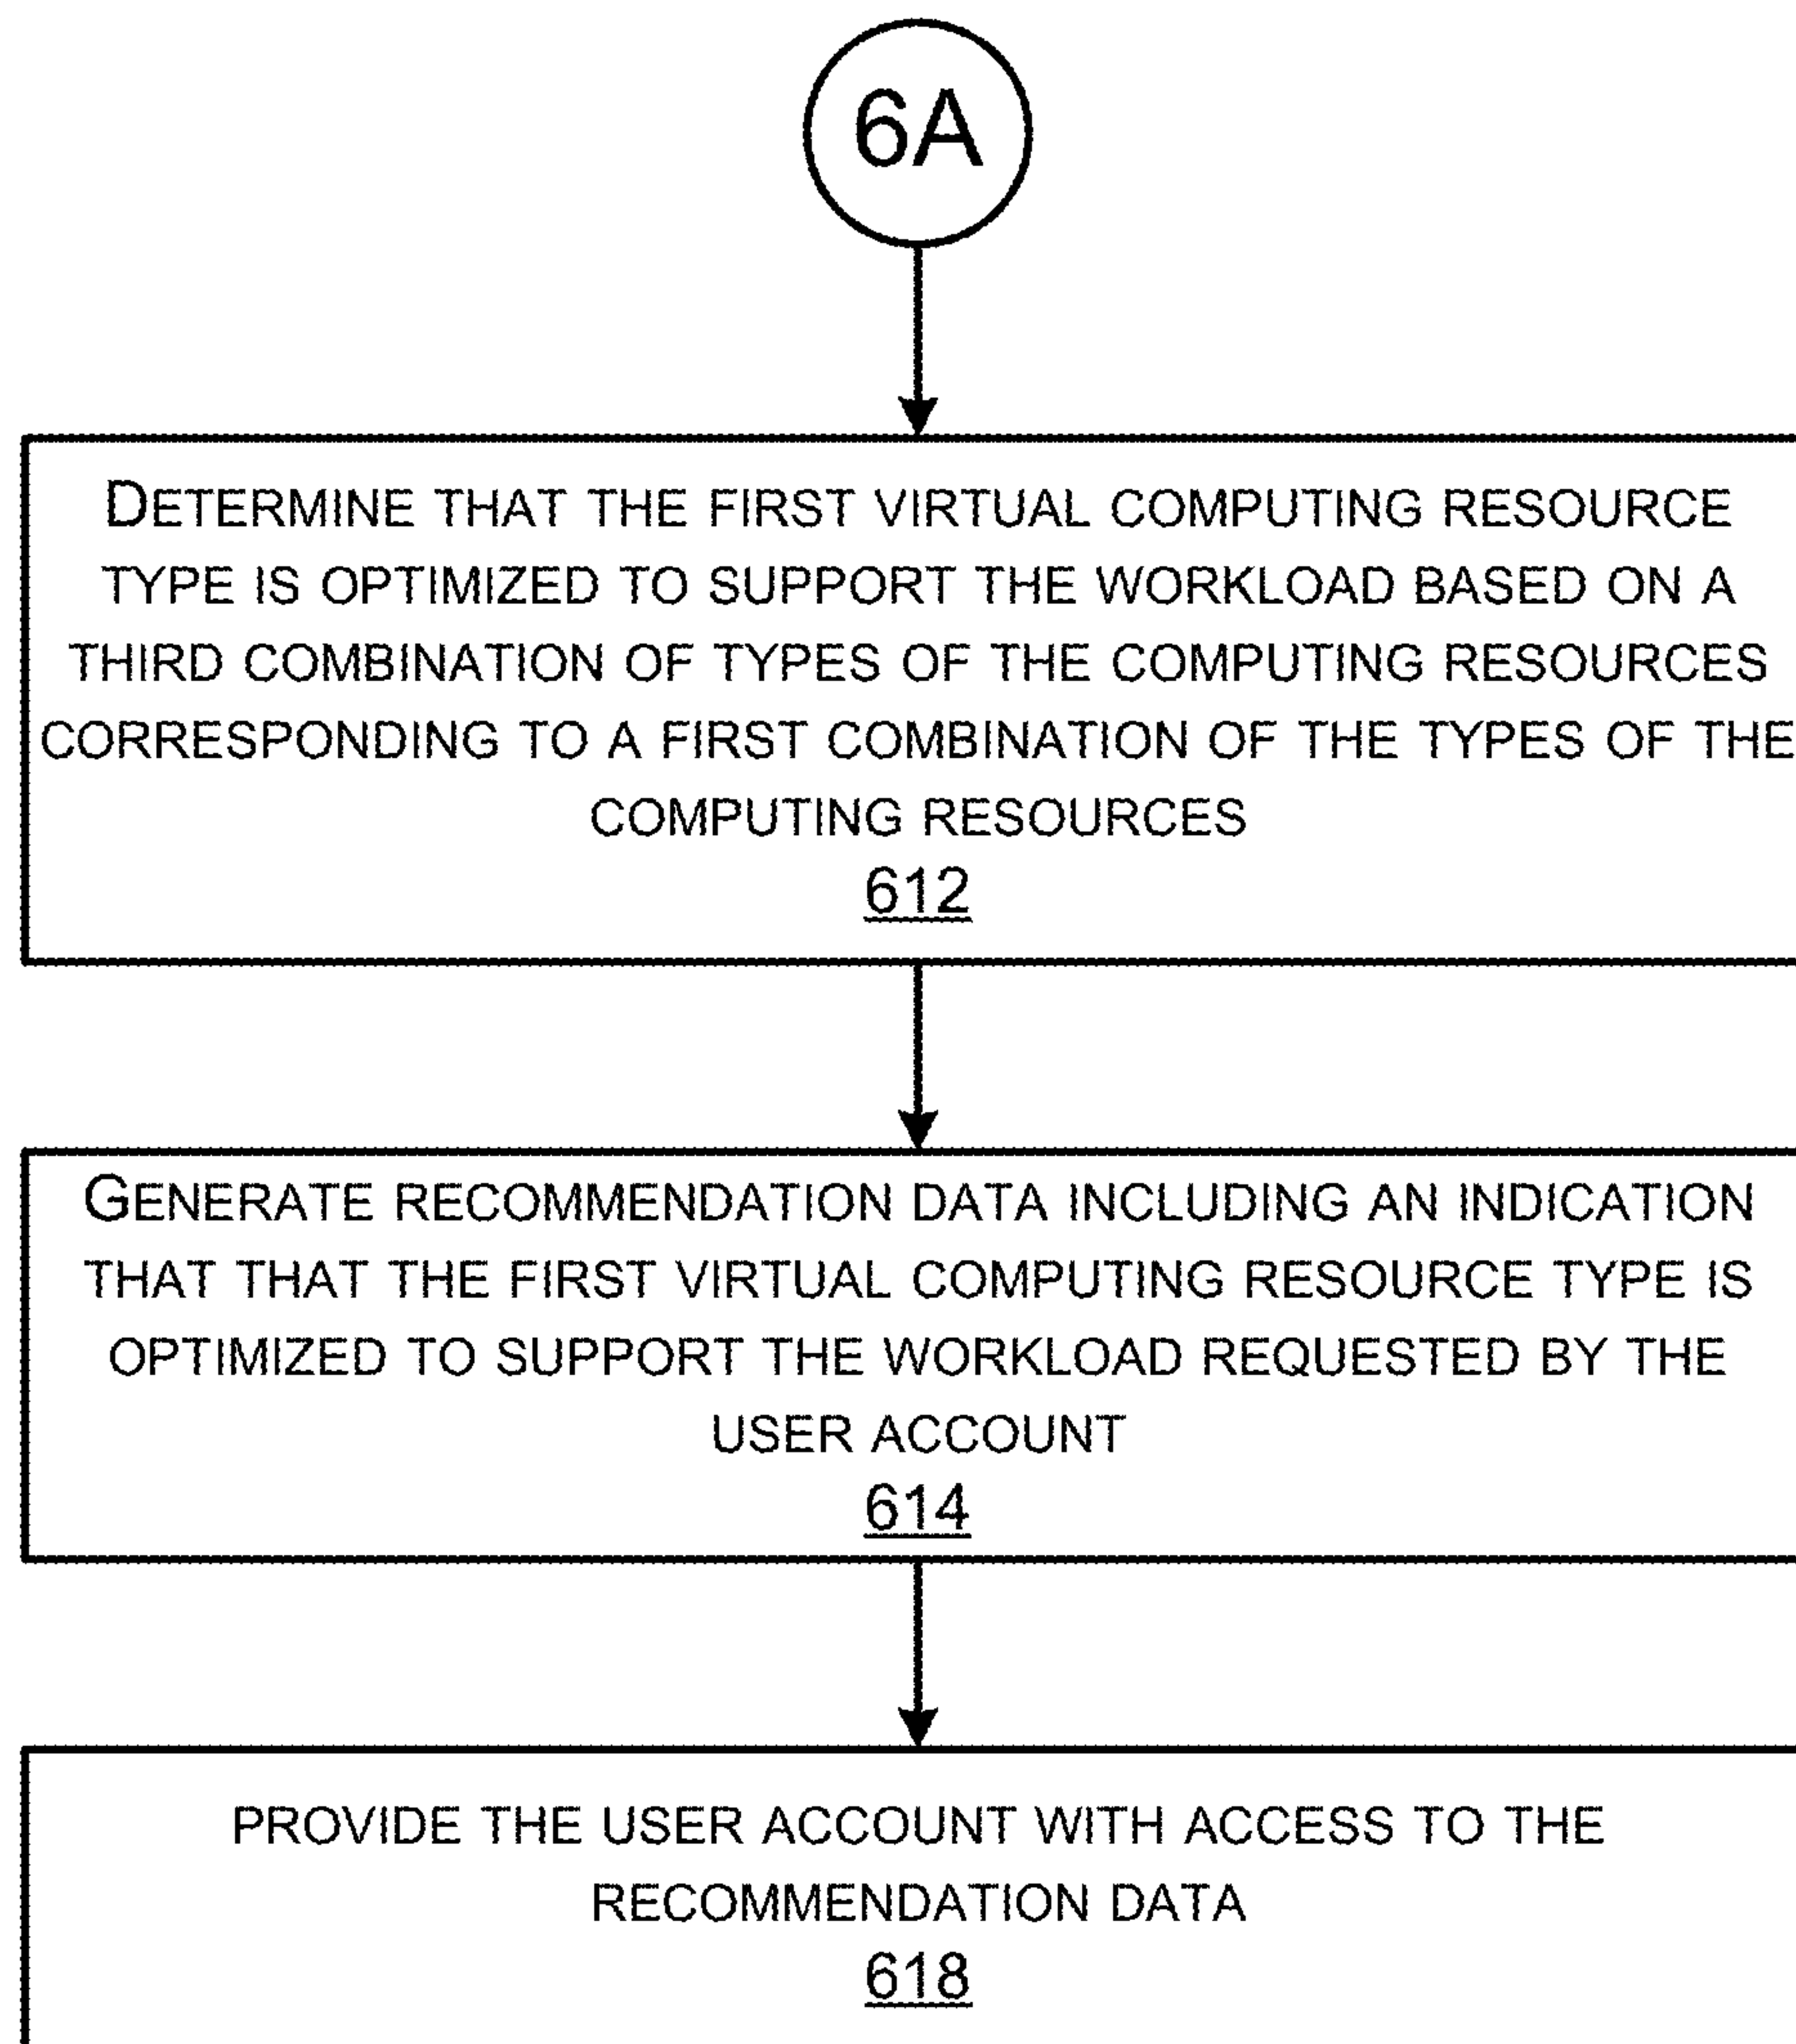 6A
DETERMINE THAT THE FIRST VIRTUAL COMPUTING RESOURCE
TYPE IS OPTIMIZED TO SUPPORT THE WORKLOAD BASED ON A
THIRD COMBINATION OF TYPES OF THE COMPUTING RESOURCES
CORRESPONDING TO A FIRST COMBINATION OF THE TYPES OF THE
COMPUTING RESOURCES
612
GENERATE RECOMMENDATION DATA INCLUDING AN INDICATION
THAT THAT THE FIRST VIRTUAL COMPUTING RESOURCE TYPE IS
OPTIMIZED TO SUPPORT THE WORKLOAD REQUESTED BY THE
USER ACCOUNT
614
PROVIDE THE USER ACCOUNT WITH ACCESS TO THE
RECOMMENDATION DATA
618